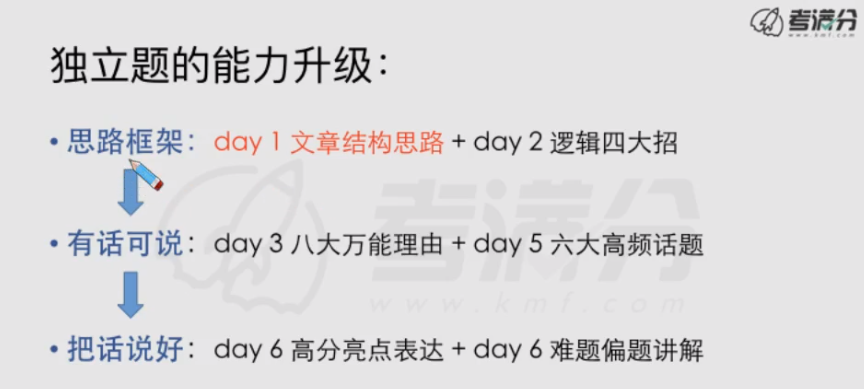 考满分
www.kmf.com
独立题的能力升级：
• 思路框架：day 1 文章结构思路 + day 2 逻辑四大招
• 有话可说：day 3 八大万能理由 + day 5 六大高频话题
考满分
www.kmf.com
• 把话说好：day 6 高分亮点表达 + day 6 难题偏题讲解